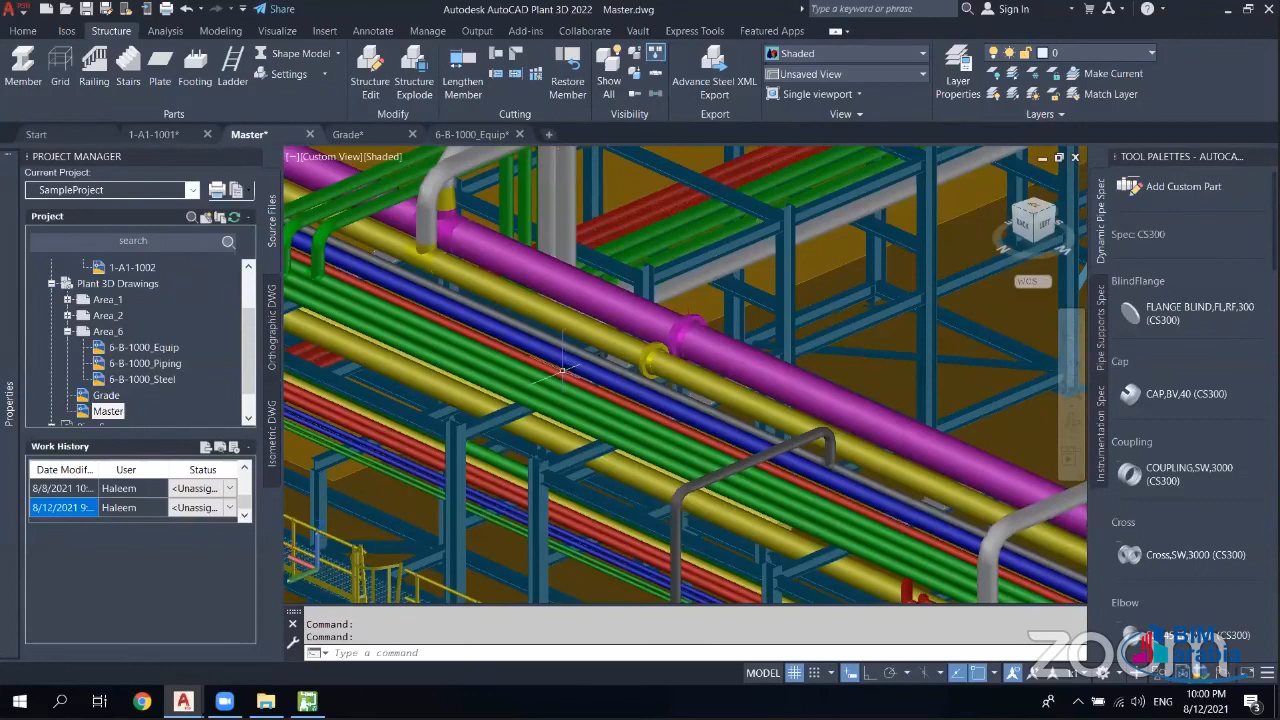 Share
Autodesk AutoCAD Plant 3D 2022 Master.dwg
Type a keyword or phrase
Sign In
Home Isos Structure Analysis Modeling Visualize Insert Annotate Manage Output Add-ins Collaborate Vault Express Tools Featured Apps
Member Grid Railing Stairs Plate Footing Ladder
Shape Model
Settings
Structure Edit
Structure Explode
Lengthen Member
Restore Member
Show All
Advance Steel XML Export
Shaded
Unsaved View
Single viewport
Layer Properties
0
Make Current
Match Layer
Parts Modify Cutting Visibility Export View Layers
Start 1-A1-1001* Master* Grade* 6-B-1000_Equip*
PROJECT MANAGER
Current Project:
SampleProject
Project
search
1-A1-1002
Plant 3D Drawings
Area_1
Area_2
Area_6
6-B-1000_Equip
6-B-1000_Piping
6-B-1000_Steel
Grade
Master
Work History
Date Modif... User Status
8/8/2021 10:... Haleem <Unassig...
8/12/2021 9:... Haleem <Unassig...
Properties
Source Files
Orthographic DWG
Isometric DWG
[−][Custom View][Shaded]
BACK LEFT
WCS
Command:
Command:
Type a command
TOOL PALETTES - AUTOCA...
Dynamic Pipe Spec
Pipe Supports Spec
Instrumentation Spec
Add Custom Part
Spec: CS300
BlindFlange
FLANGE BLIND,FL,RF,300 (CS300)
Cap
CAP,BV,40 (CS300)
Coupling
COUPLING,SW,3000 (CS300)
Cross
Cross,SW,3000 (CS300)
Elbow
CS300)
zoom
BIM
arabia
MODEL
ENG
10:00 PM
8/12/2021